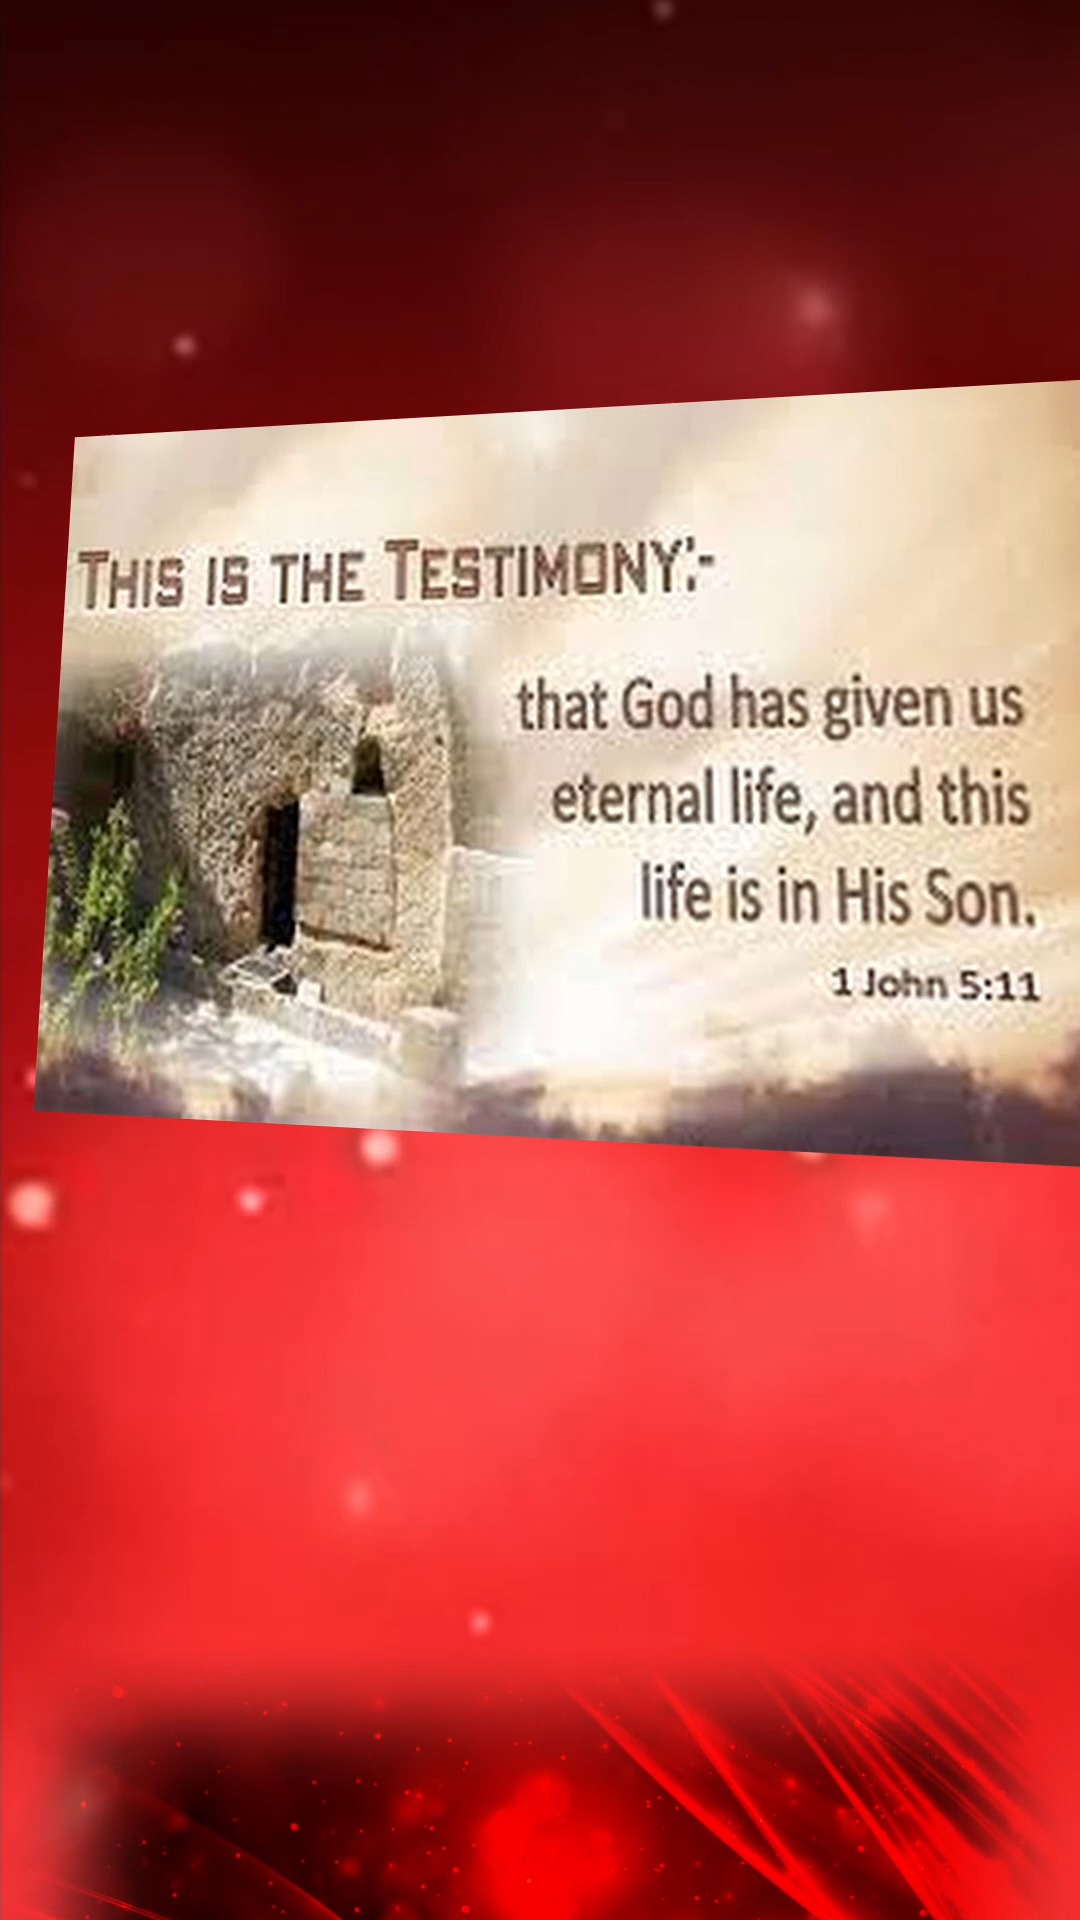 This is the Testimony:-
that God has given us
eternal life, and this
life is in His Son.
1 John 5:11